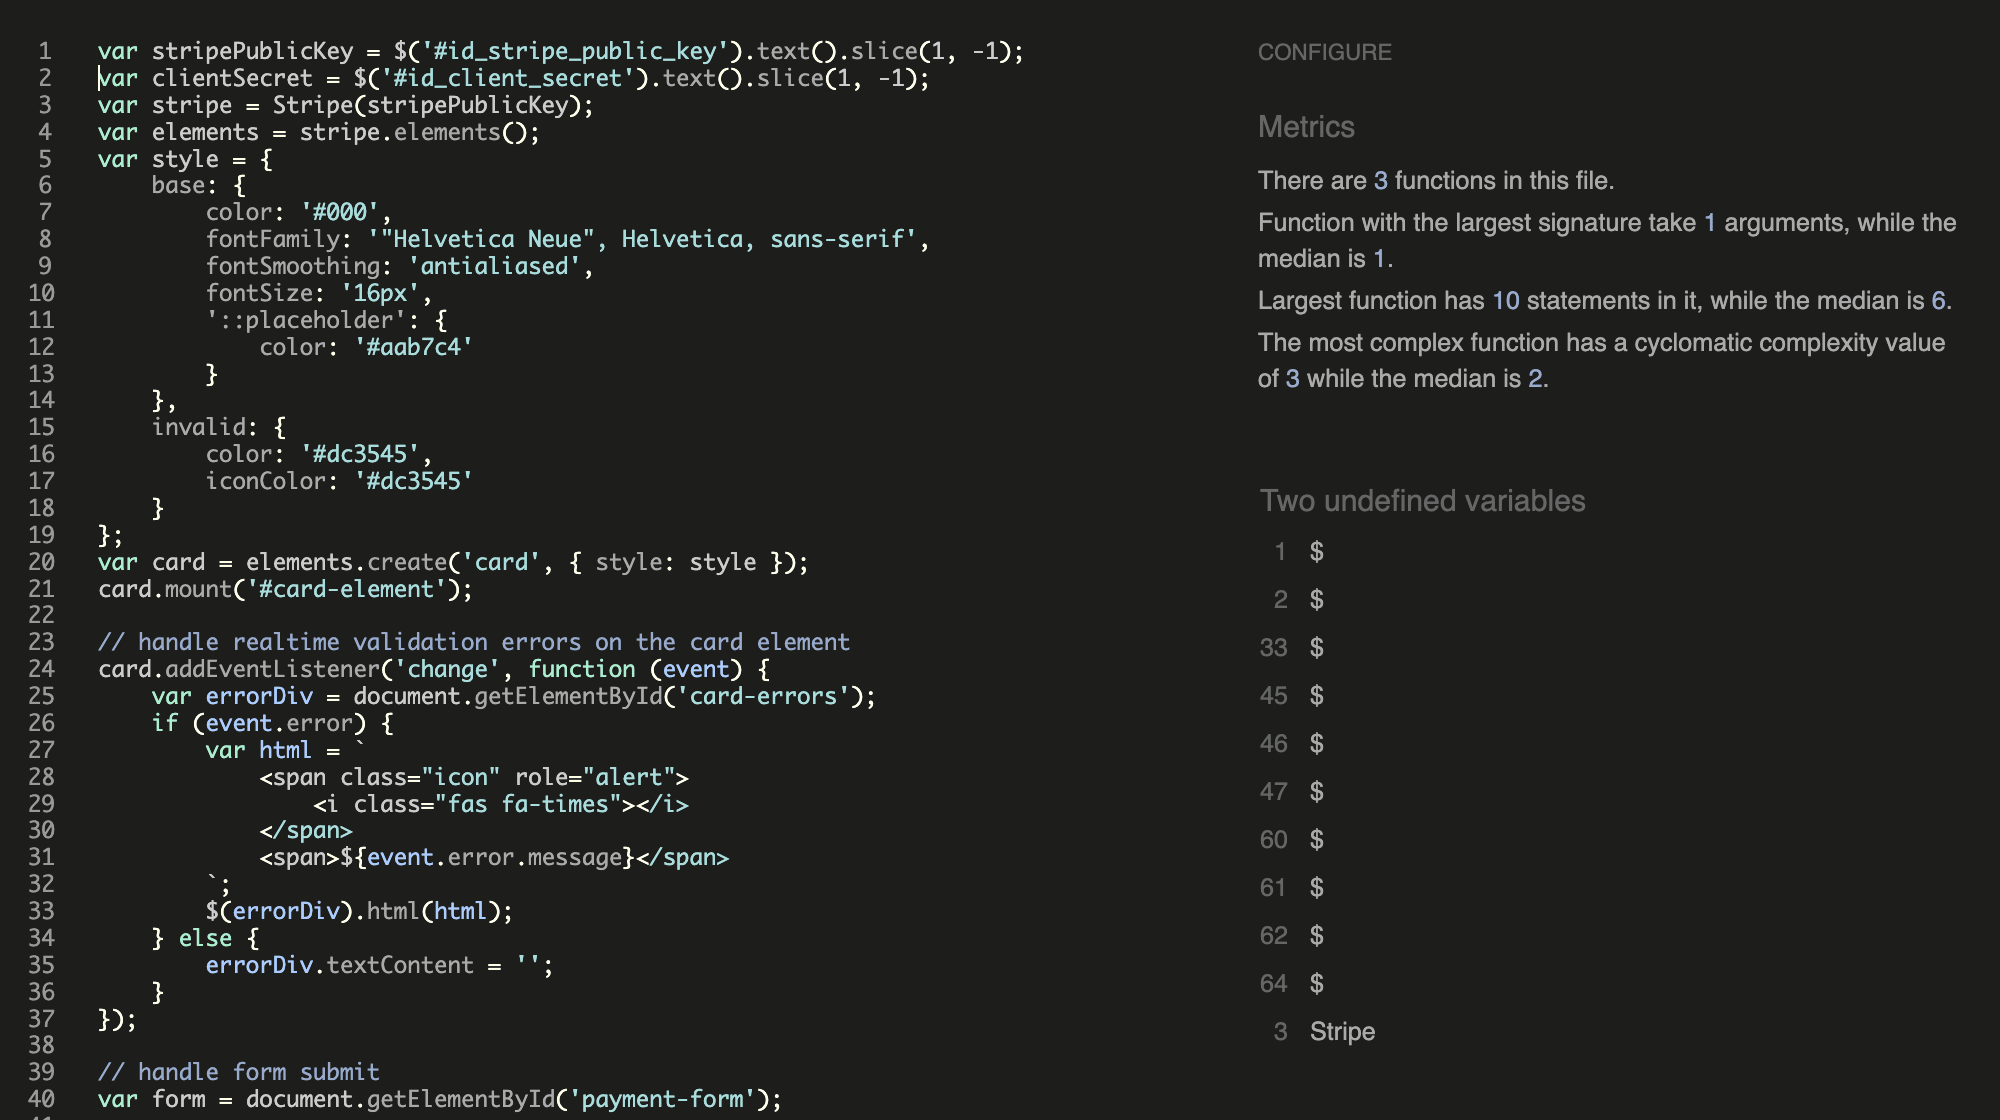 1 var stripePublicKey = $('#id_stripe_public_key').text().slice(1, -1);
2 var clientSecret = $('#id_client_secret').text().slice(1, -1);
3 var stripe = Stripe(stripePublicKey);
4 var elements = stripe.elements();
5 var style = {
6     base: {
7         color: '#000',
8         fontFamily: '"Helvetica Neue", Helvetica, sans-serif',
9         fontSmoothing: 'antialiased',
10         fontSize: '16px',
11         '::placeholder': {
12             color: '#aab7c4'
13         }
14     },
15     invalid: {
16         color: '#dc3545',
17         iconColor: '#dc3545'
18     }
19 };
20 var card = elements.create('card', { style: style });
21 card.mount('#card-element');
22
23 // handle realtime validation errors on the card element
24 card.addEventListener('change', function (event) {
25     var errorDiv = document.getElementById('card-errors');
26     if (event.error) {
27         var html = `
28             <span class="icon" role="alert">
29                 <i class="fas fa-times"></i>
30             </span>
31             <span>${event.error.message}</span>
32         `;
33         $(errorDiv).html(html);
34     } else {
35         errorDiv.textContent = '';
36     }
37 });
38
39 // handle form submit
40 var form = document.getElementById('payment-form');
CONFIGURE
Metrics
There are 3 functions in this file.
Function with the largest signature take 1 arguments, while the
median is 1.
Largest function has 10 statements in it, while the median is 6.
The most complex function has a cyclomatic complexity value
of 3 while the median is 2.
Two undefined variables
1 $
2 $
33 $
45 $
46 $
47 $
60 $
61 $
62 $
64 $
3 Stripe